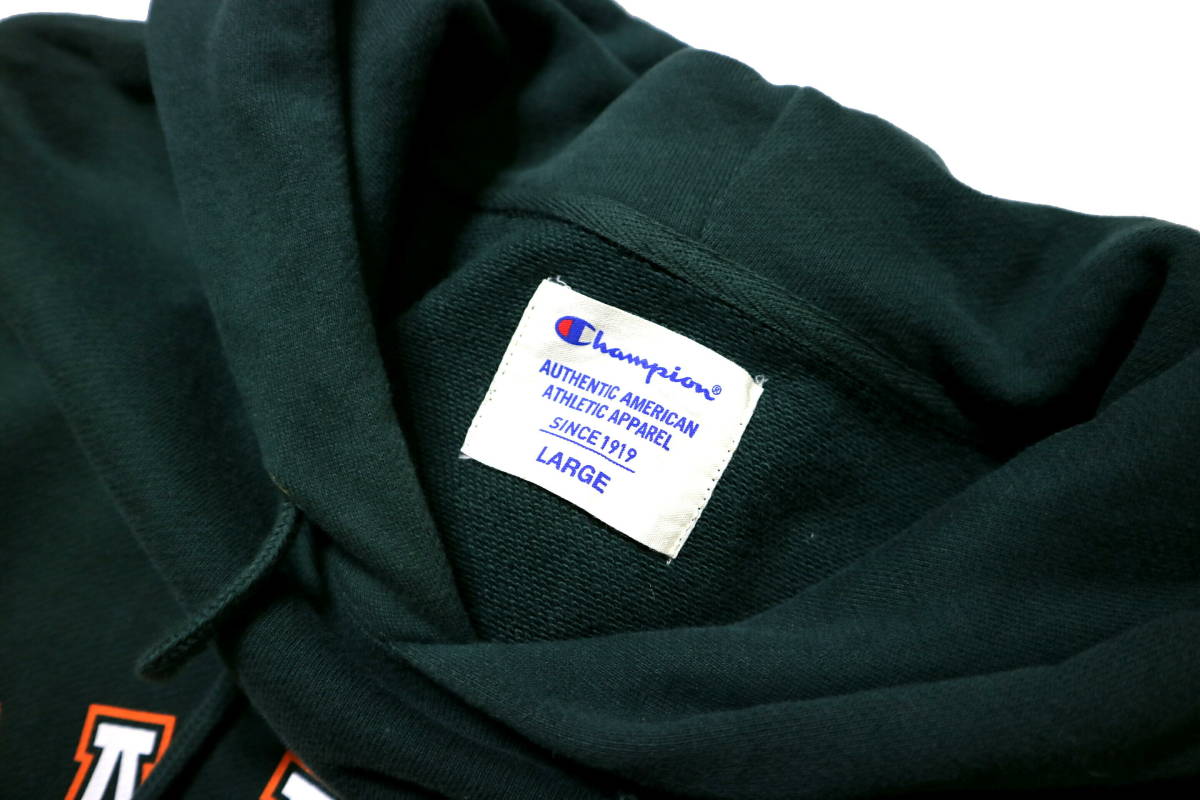 Champion®
AUTHENTIC AMERICAN
ATHLETIC APPAREL
SINCE 1919
LARGE
A